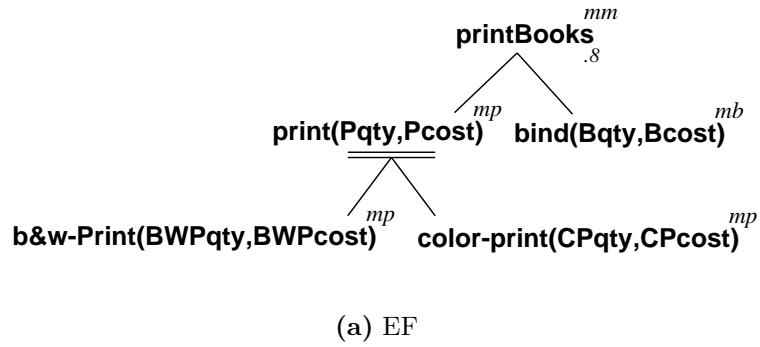 printBooks mm .8
print(Pqty,Pcost) mp bind(Bqty,Bcost) mb
b&w-Print(BWPqty,BWPcost) mp color-print(CPqty,CPcost) mp
(a) EF